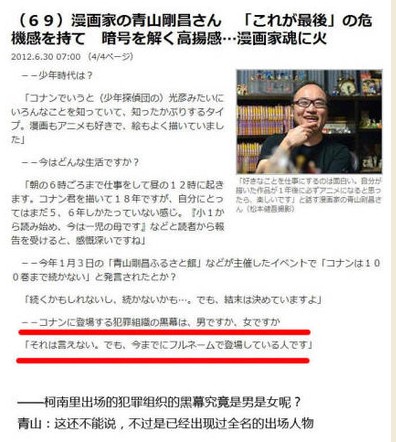 (69)漫画家の青山剛昌さん 「これが最後」の危
機感を持て 暗号を解く高揚感…漫画家魂に火
2012.6.30 07:00 (4/4ページ)
--少年時代は?
「コナンでいうと(少年探偵団の)光彦みたいに
いろんなことを知っていて、知ったかぶりするタイ
プ。漫画もアニメも好きで、絵もよく描いていまし
た」
--今はどんな生活ですか?
「朝の6時ごろまで仕事をして昼の12時に起き
ます。コナン君を描いて18年ですが、自分にとっ
てはまだ5、6年しかたっていない感じ。『小1か
ら読み始め、今は一児の母です』などと読者から報
告を受けると、感慨深いですね」
「好きなことを仕事にするのは面白い。自分が
描いた作品が1年後に必ずアニメになると思っ
たら、楽しいです」と話す漫画家の青山剛昌さ
ん(松本健吾撮影)
--今年1月3日の「青山剛昌ふるさと館」などが主催したイベントで「コナンは10
0巻まで続かない」と発言されたとか?
「続くかもしれないし、続かないかも…。でも、結末は決めていますよ」
--コナンに登場する犯罪組織の黒幕は、男ですか、女ですか
「それは言えない。でも、今までにフルネームで登場している人です」
——柯南里出场的犯罪组织的黑幕究竟是男是女呢?
青山:这还不能说,不过是已经出现过全名的出场人物